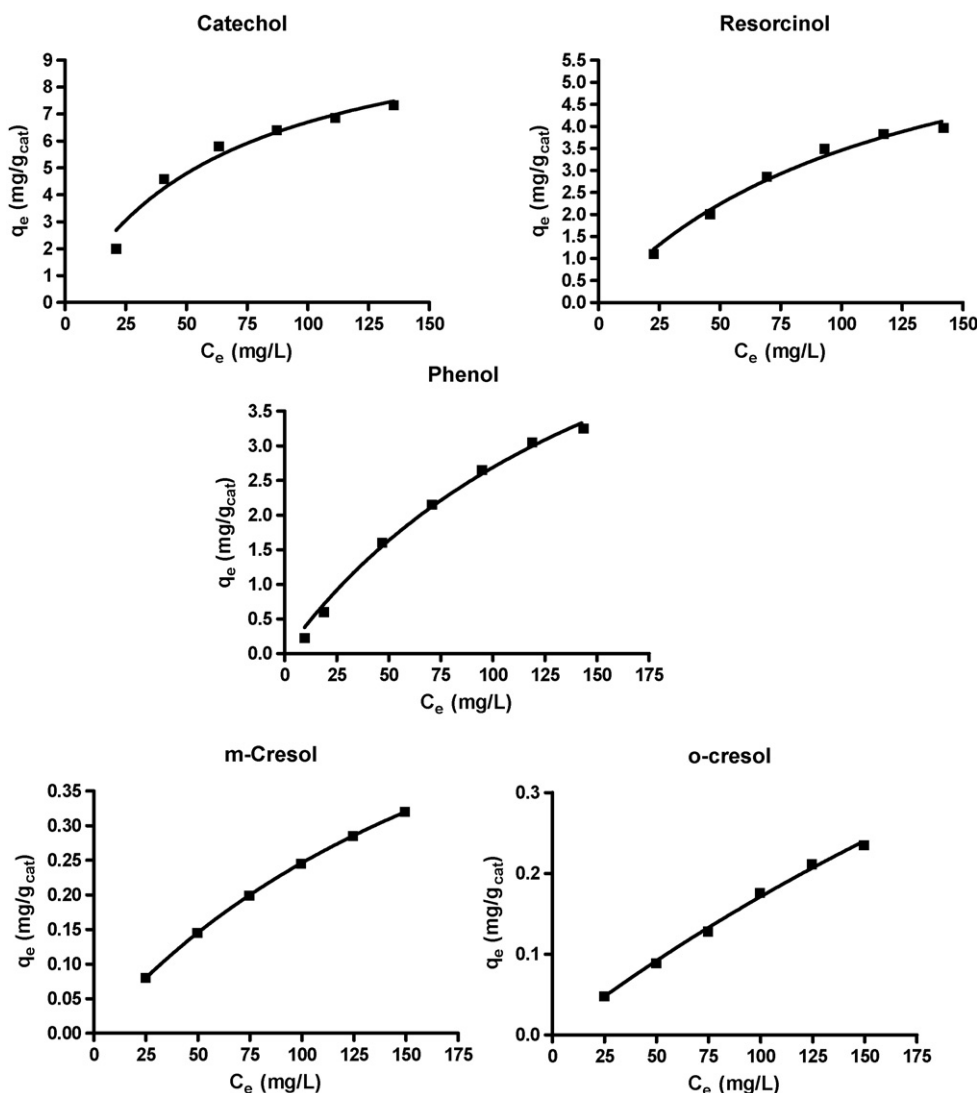 Catechol
9
8
7
6
5
4
3
2
1
0
qe (mg/gcat)
0 25 50 75 100 125 150
Ce (mg/L)
Resorcinol
5.5
5.0
4.5
4.0
3.5
3.0
2.5
2.0
1.5
1.0
0.5
0.0
qe (mg/gcat)
0 25 50 75 100 125 150
Ce (mg/L)
Phenol
3.5
3.0
2.5
2.0
1.5
1.0
0.5
0.0
qe (mg/gcat)
0 25 50 75 100 125 150 175
Ce (mg/L)
m-Cresol
0.35
0.30
0.25
0.20
0.15
0.10
0.05
0.00
qe (mg/gcat)
0 25 50 75 100 125 150 175
Ce (mg/L)
o-cresol
0.3
0.2
0.1
0.0
qe (mg/gcat)
0 25 50 75 100 125 150 175
Ce (mg/L)